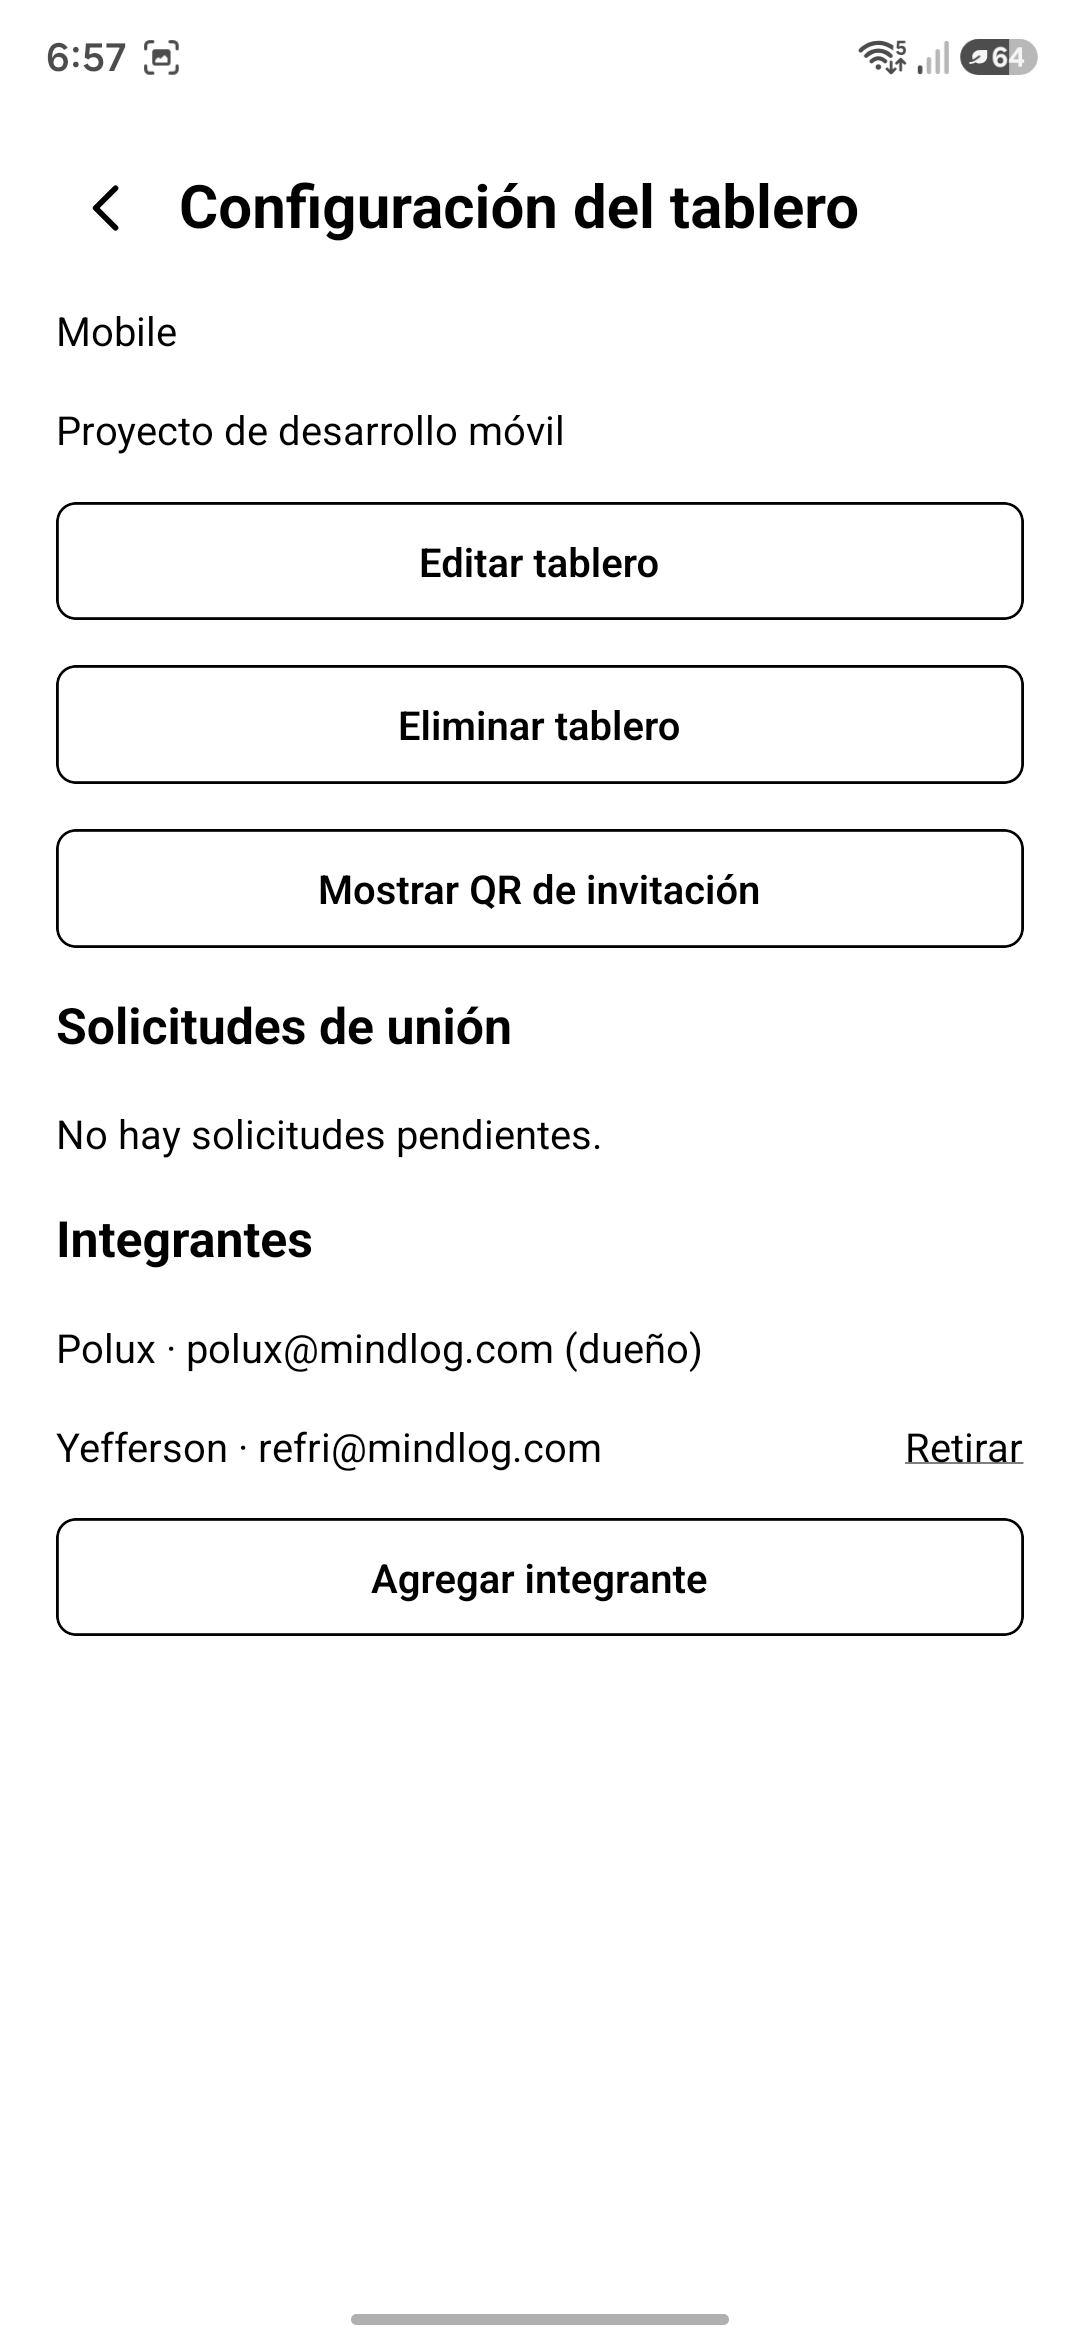 6:57
5
64
Configuración del tablero
Mobile
Proyecto de desarrollo móvil
Editar tablero
Eliminar tablero
Mostrar QR de invitación
Solicitudes de unión
No hay solicitudes pendientes.
Integrantes
Polux · polux@mindlog.com (dueño)
Yefferson · refri@mindlog.com Retirar
Agregar integrante